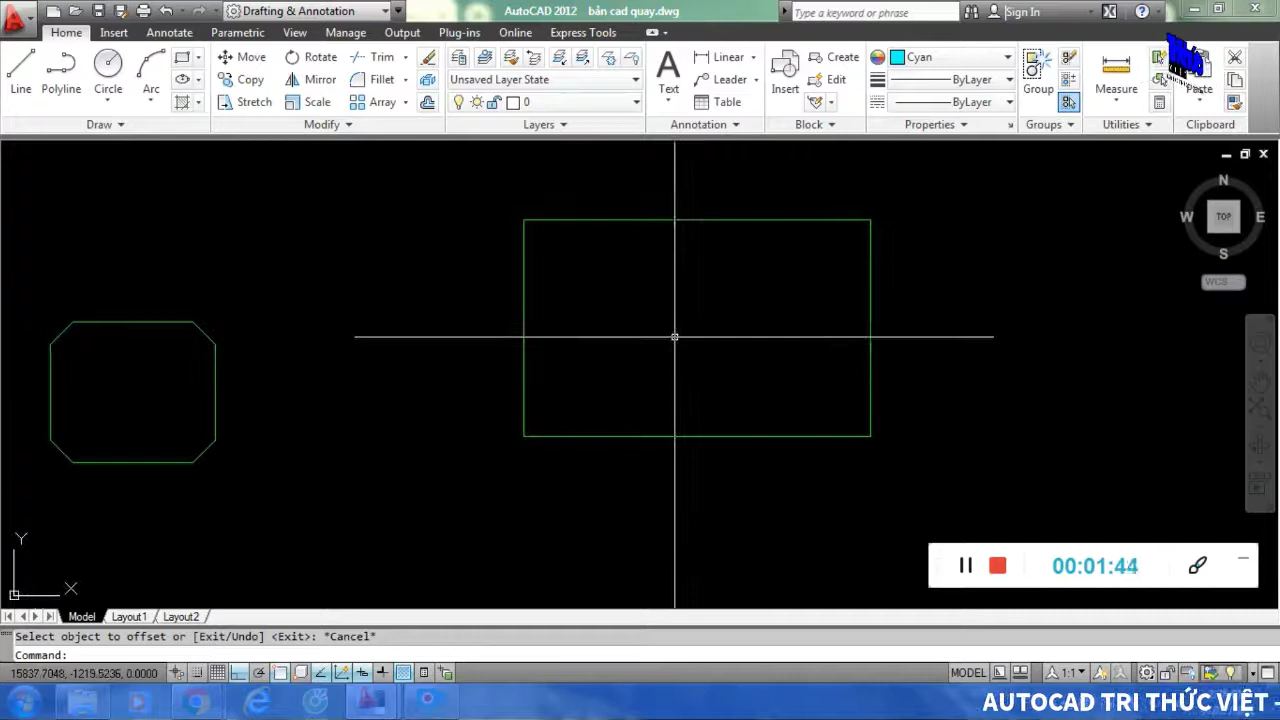 Drafting & Annotation
AutoCAD 2012 bản cad quay.dwg
Type a keyword or phrase
Sign In
Home Insert Annotate Parametric View Manage Output Plug-ins Online Express Tools
Line Polyline Circle Arc
Move Rotate Trim
Copy Mirror Fillet
Stretch Scale Array
Unsaved Layer State
0
Text
Linear
Leader
Table
Insert
Create
Edit
Cyan
ByLayer
ByLayer
Group
Measure
Paste
Draw Modify Layers Annotation Block Properties Groups Utilities Clipboard
N
W TOP E
S
WCS
Y
X
00:01:44
Model Layout1 Layout2
Select object to offset or [Exit/Undo] <Exit>: *Cancel*
Command:
15837.7048, -1219.5236, 0.0000
MODEL
1:1
AUTOCAD TRI THỨC VIỆT -